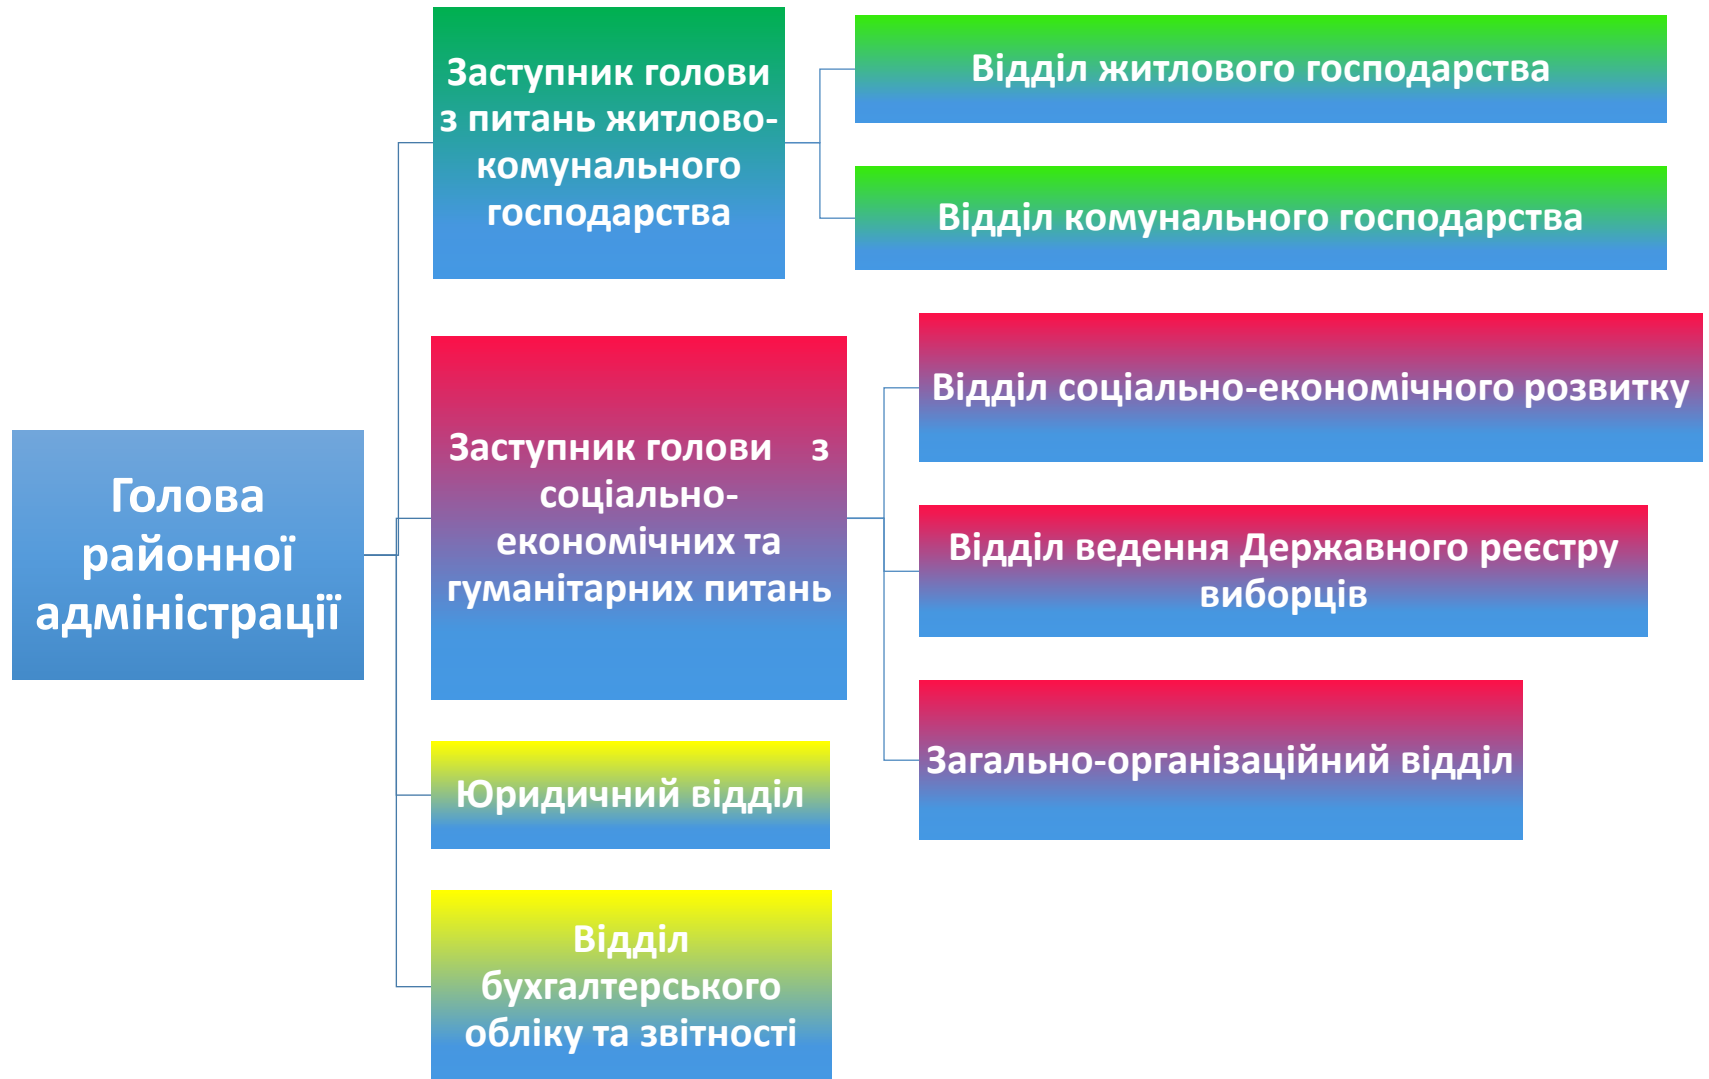 Заступник голови
з питань житлово-
комунального
господарства
Відділ житлового господарства
Відділ комунального господарства
Голова
районної
адміністрації
Заступник голови з
соціально-
економічних та
гуманітарних питань
Відділ соціально-економічного розвитку
Відділ ведення Державного реєстру
виборців
Загально-організаційний відділ
Юридичний відділ
Відділ
бухгалтерського
обліку та звітності